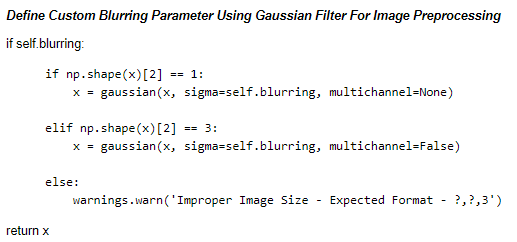 Define Custom Blurring Parameter Using Gaussian Filter For Image Preprocessing
if self.blurring:
if np.shape(x)[2] == 1:
x = gaussian(x, sigma=self.blurring, multichannel=None)
elif np.shape(x)[2] == 3:
x = gaussian(x, sigma=self.blurring, multichannel=False)
else:
warnings.warn('Improper Image Size - Expected Format - ?,?,3')
return x